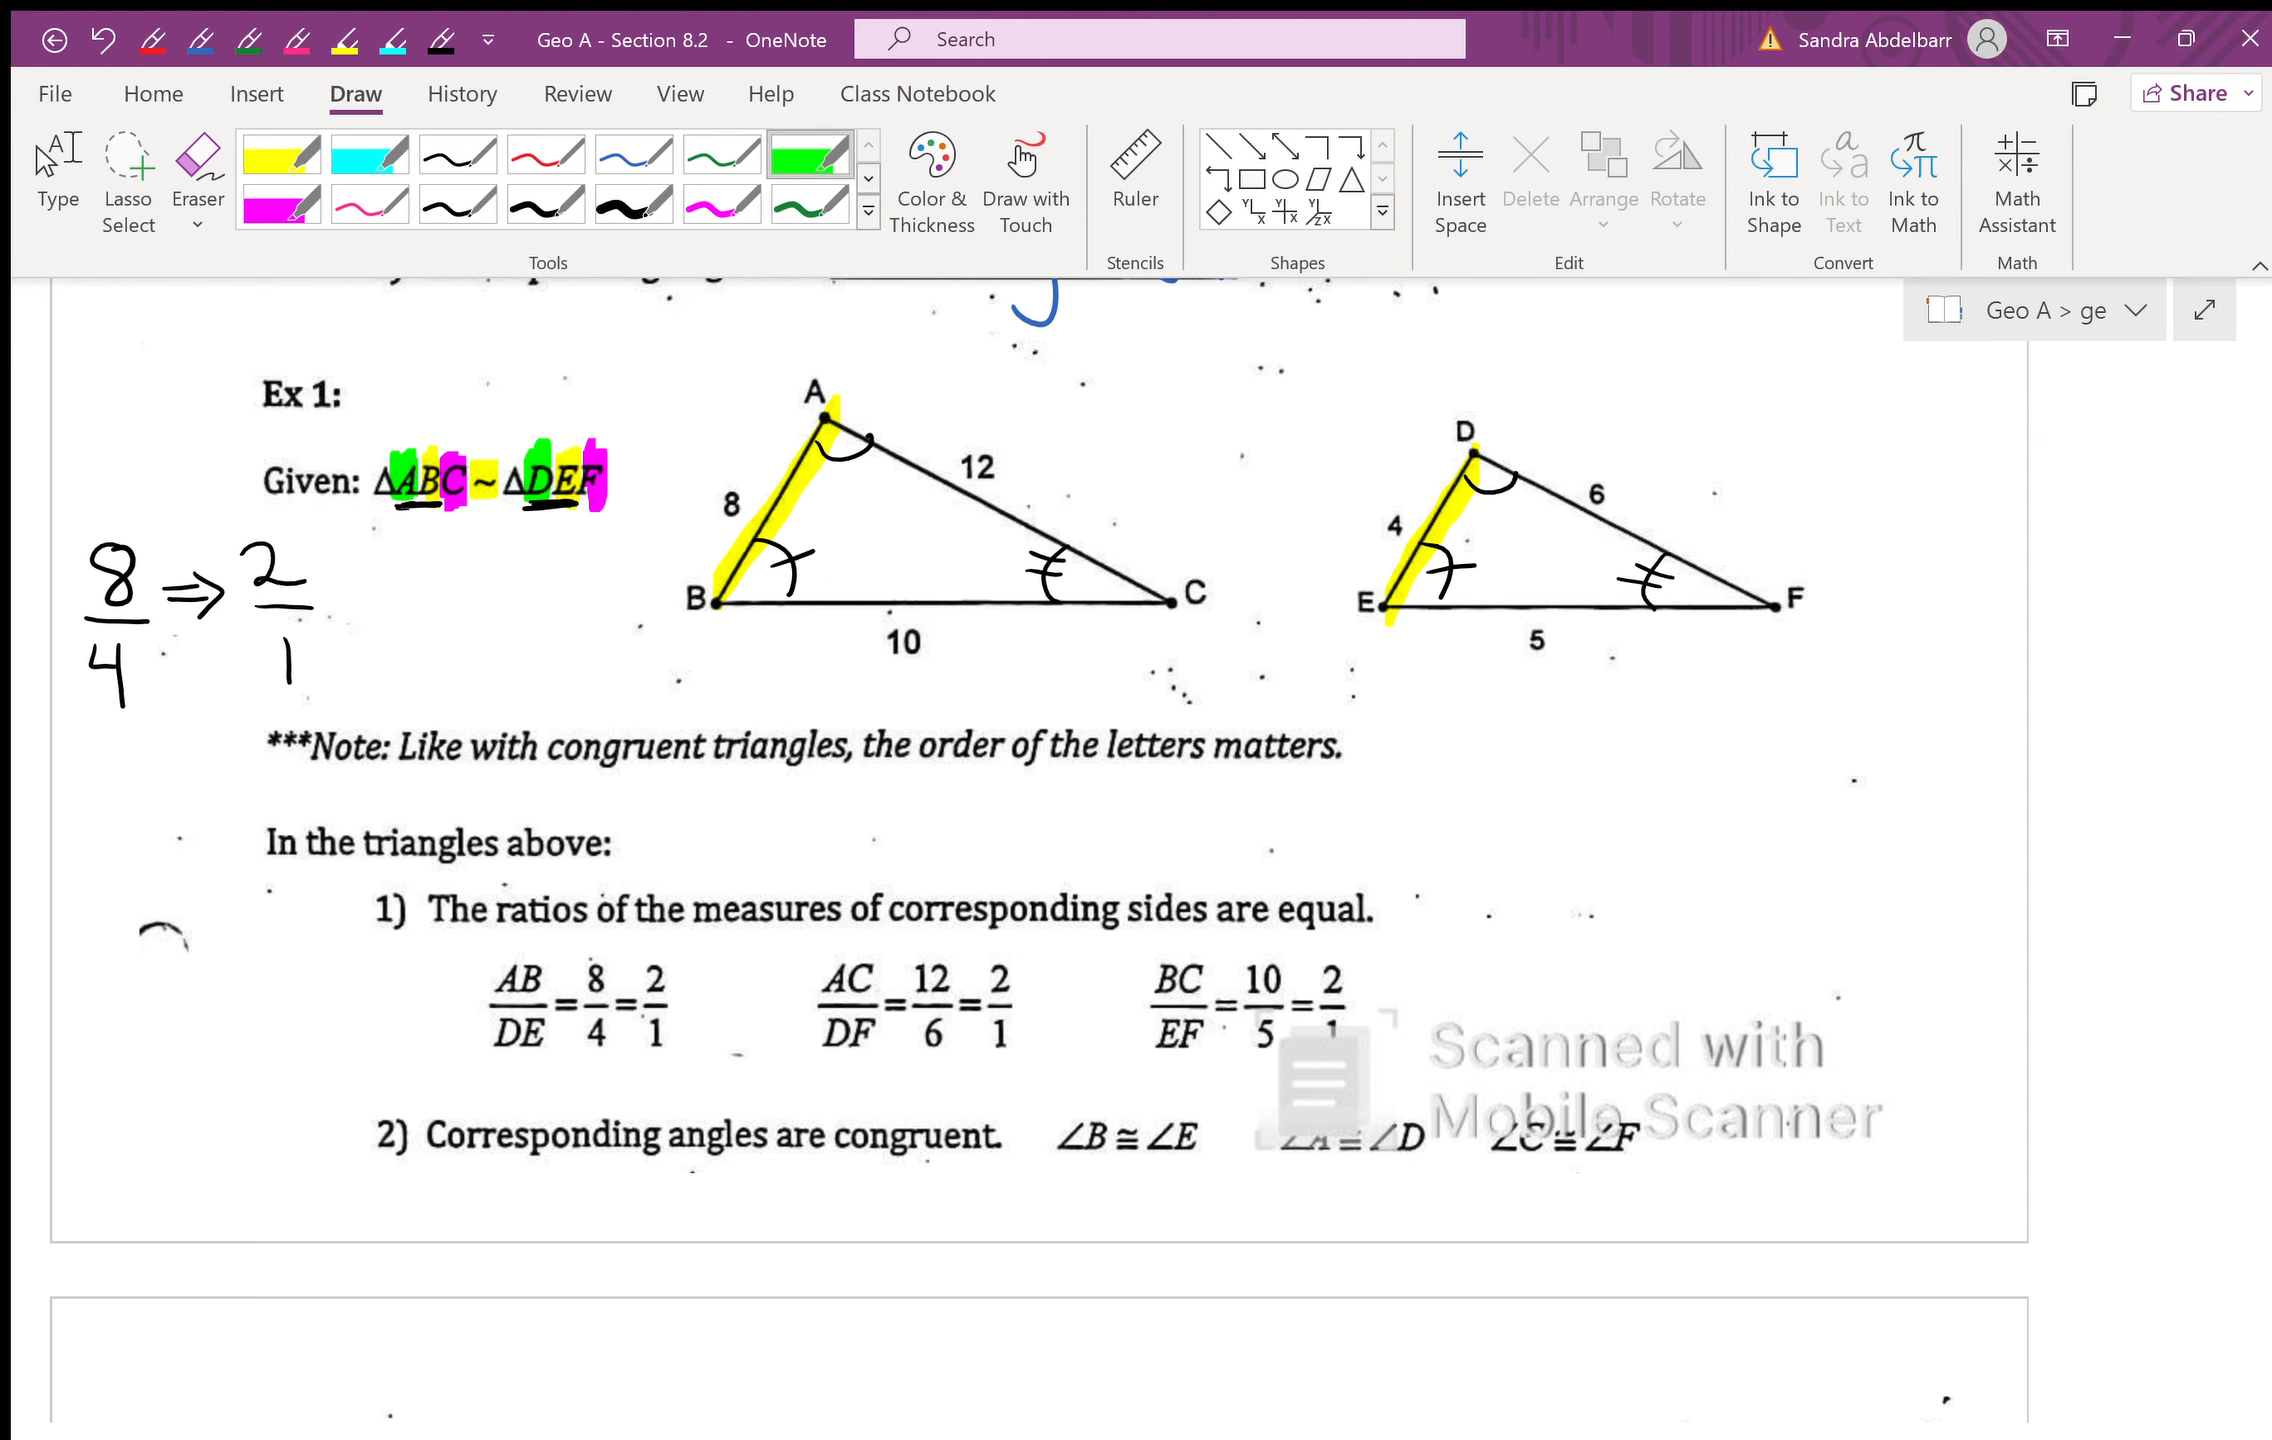 Geo A - Section 8.2 - OneNote
Search
Sandra Abdelbarr
File Home Insert Draw History Review View Help Class Notebook
Share
Type
Lasso Select
Eraser
Color & Thickness
Draw with Touch
Ruler
Insert Space
Delete
Arrange
Rotate
Ink to Shape
Ink to Text
Ink to Math
Math Assistant
Tools Stencils Shapes Edit Convert Math
Geo A > ge
Ex 1:
Given: ΔABC ~ ΔDEF
8/4 ⇒ 2/1
A
8
12
B
C
10
D
4
6
E
F
5
***Note: Like with congruent triangles, the order of the letters matters.
In the triangles above:
1) The ratios of the measures of corresponding sides are equal.
AB/DE = 8/4 = 2/1 AC/DF = 12/6 = 2/1 BC/EF = 10/5 = 2/1
2) Corresponding angles are congruent. ∠B ≅ ∠E ∠A ≅ ∠D ∠C ≅ ∠F
Scanned with
Mobile Scanner